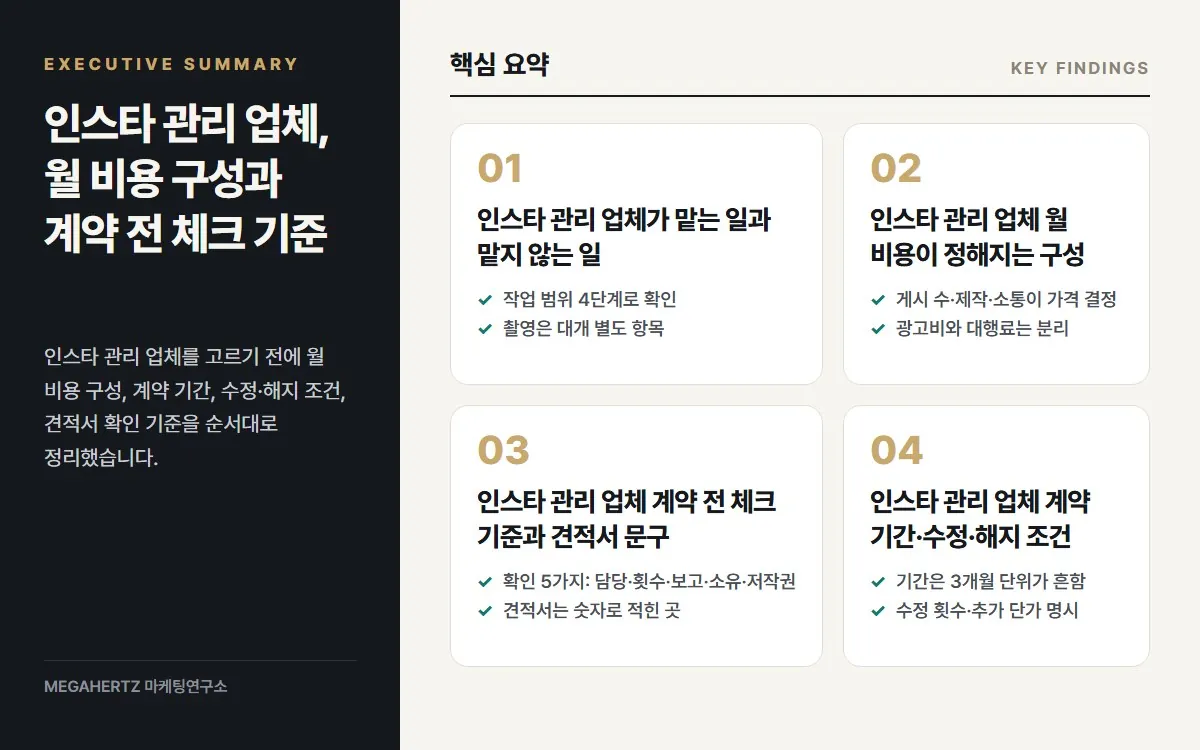 EXECUTIVE SUMMARY
인스타 관리 업체,
월 비용 구성과
계약 전 체크 기준
인스타 관리 업체를 고르기 전에 월
비용 구성, 계약 기간, 수정·해지 조건,
견적서 확인 기준을 순서대로
정리했습니다.
MEGAHERTZ 마케팅연구소
핵심 요약
KEY FINDINGS
01
인스타 관리 업체가 맡는 일과
맡지 않는 일
작업 범위 4단계로 확인
촬영은 대개 별도 항목
02
인스타 관리 업체 월
비용이 정해지는 구성
게시 수·제작·소통이 가격 결정
광고비와 대행료는 분리
03
인스타 관리 업체 계약 전 체크
기준과 견적서 문구
확인 5가지: 담당·횟수·보고·소유·저작권
견적서는 숫자로 적힌 곳
04
인스타 관리 업체 계약
기간·수정·해지 조건
기간은 3개월 단위가 흔함
수정 횟수·추가 단가 명시